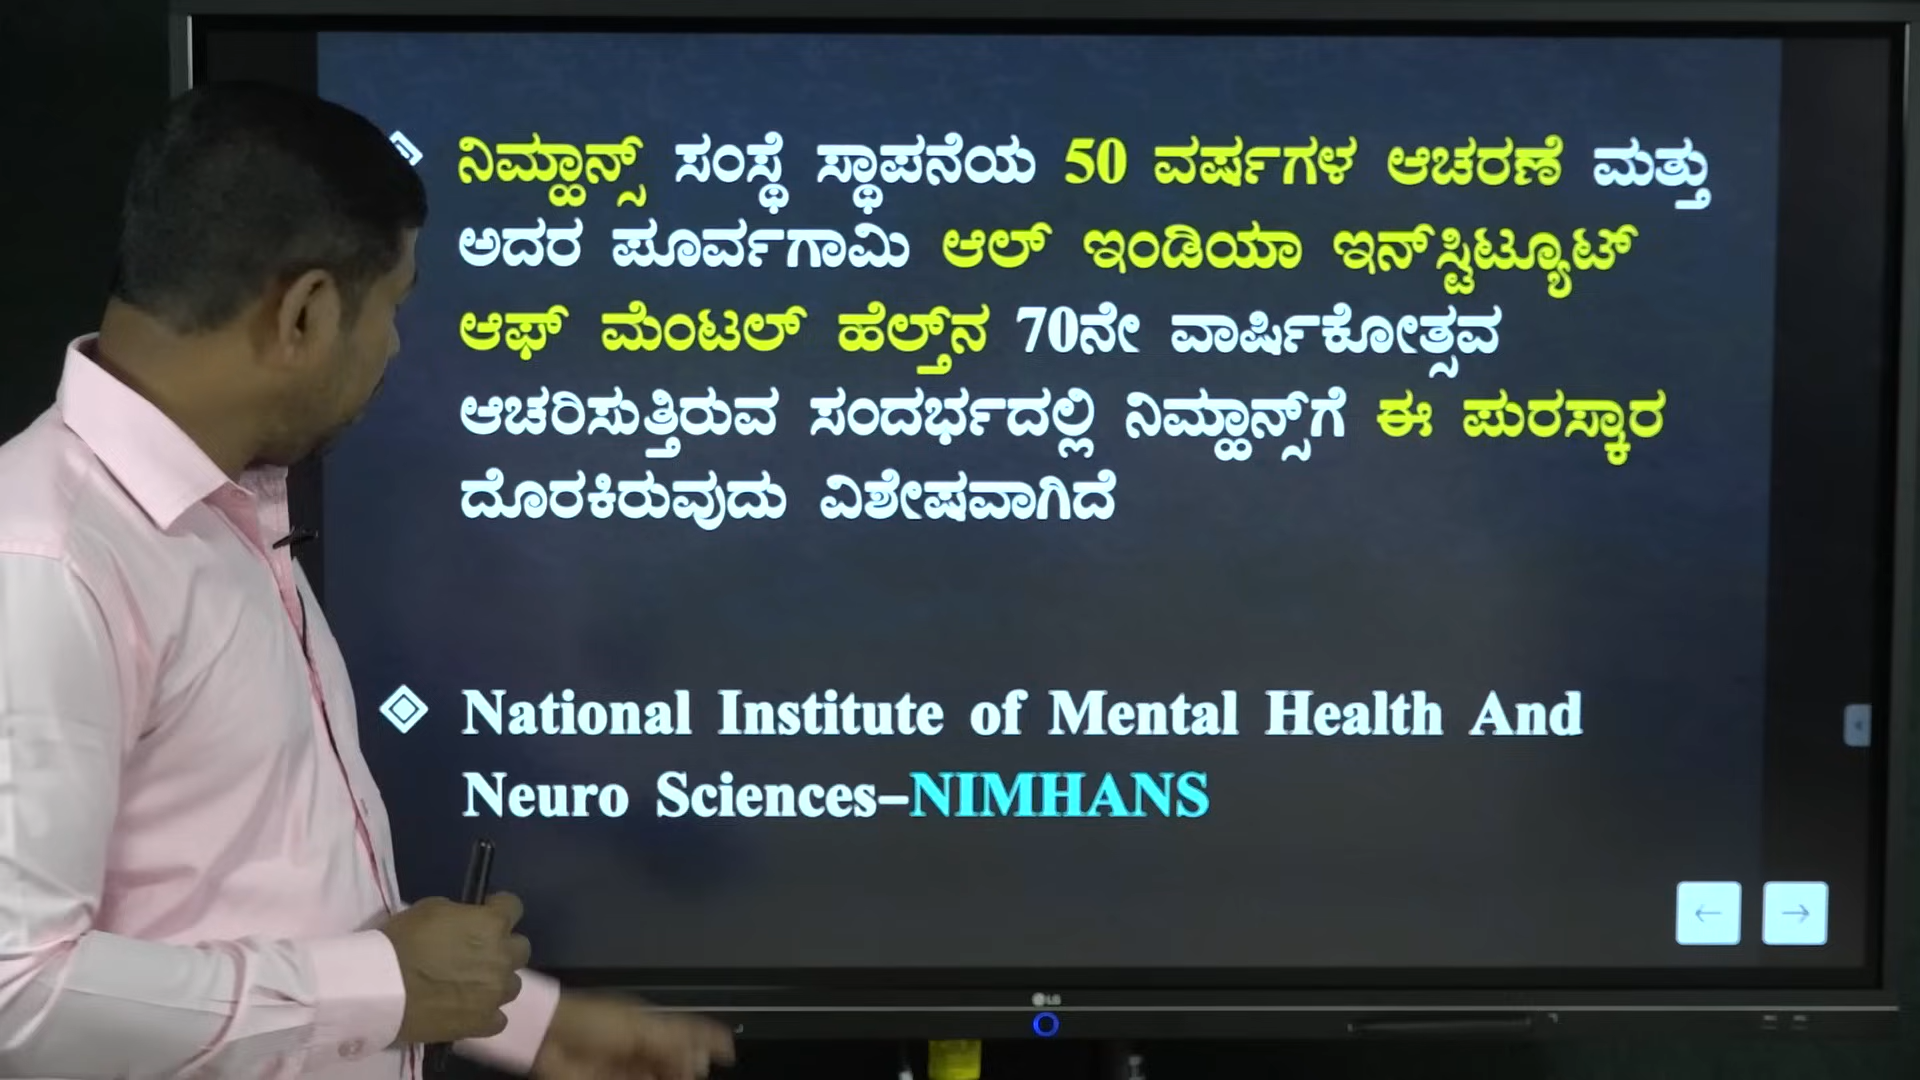 ನಿಮ್ಹಾನ್ಸ್ ಸಂಸ್ಥೆ ಸ್ಥಾಪನೆಯ 50 ವರ್ಷಗಳ ಆಚರಣೆ ಮತ್ತು
ಅದರ ಪೂರ್ವಗಾಮಿ ಆಲ್ ಇಂಡಿಯಾ ಇನ್‌ಸ್ಟಿಟ್ಯೂಟ್
ಆಫ್ ಮೆಂಟಲ್ ಹೆಲ್ತ್‌ನ 70ನೇ ವಾರ್ಷಿಕೋತ್ಸವ
ಆಚರಿಸುತ್ತಿರುವ ಸಂದರ್ಭದಲ್ಲಿ ನಿಮ್ಹಾನ್ಸ್‌ಗೆ ಈ ಪುರಸ್ಕಾರ
ದೊರಕಿರುವುದು ವಿಶೇಷವಾಗಿದೆ
National Institute of Mental Health And
Neuro Sciences–NIMHANS
LG